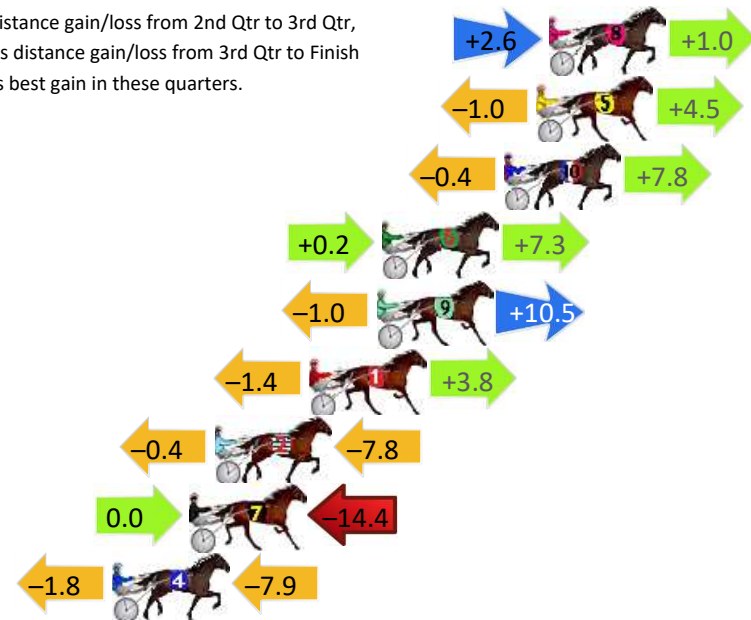 istance gain/loss from 2nd Qtr to 3rd Qtr,
s distance gain/loss from 3rd Qtr to Finish
s best gain in these quarters.
+2.6 8 +1.0
–1.0 5 +4.5
–0.4 10 +7.8
+0.2 6 +7.3
–1.0 9 +10.5
–1.4 1 +3.8
–0.4 2 –7.8
0.0 7 –14.4
–1.8 4 –7.9